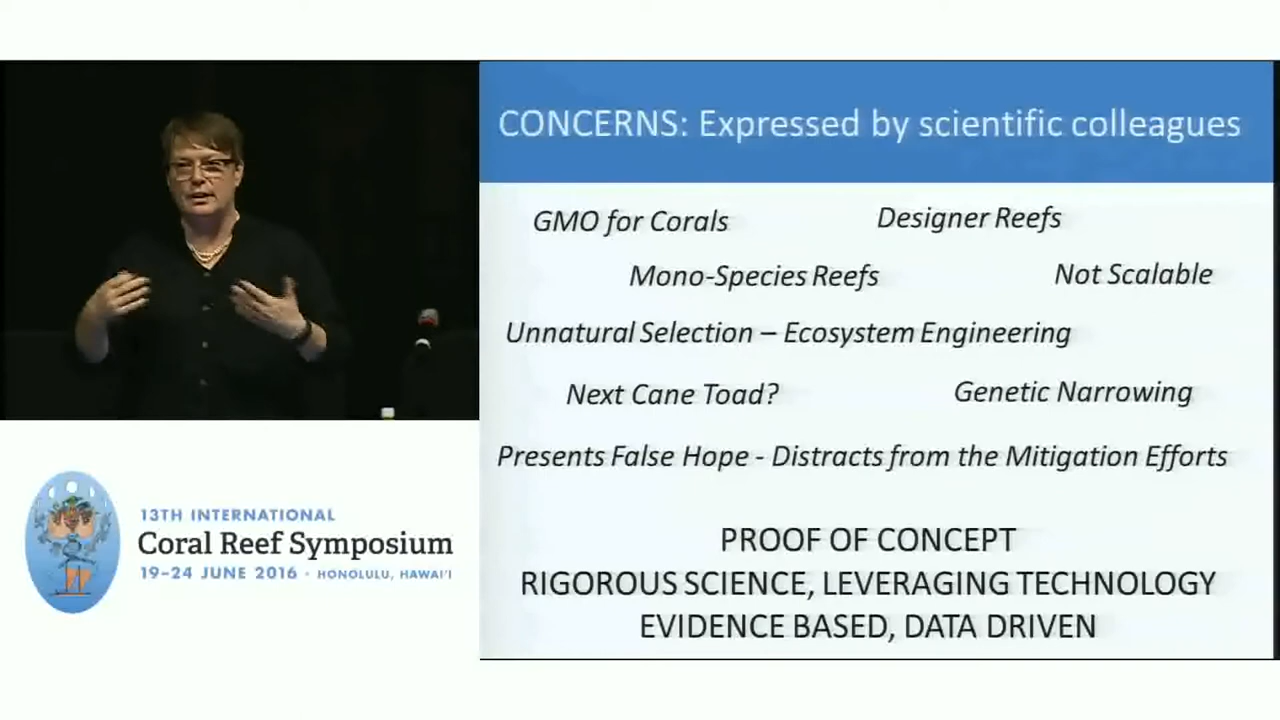 CONCERNS: Expressed by scientific colleagues
GMO for Corals
Designer Reefs
Mono-Species Reefs
Not Scalable
Unnatural Selection – Ecosystem Engineering
Next Cane Toad?
Genetic Narrowing
Presents False Hope - Distracts from the Mitigation Efforts
PROOF OF CONCEPT
RIGOROUS SCIENCE, LEVERAGING TECHNOLOGY
EVIDENCE BASED, DATA DRIVEN
13TH INTERNATIONAL
Coral Reef Symposium
19–24 JUNE 2016 · HONOLULU, HAWAI'I